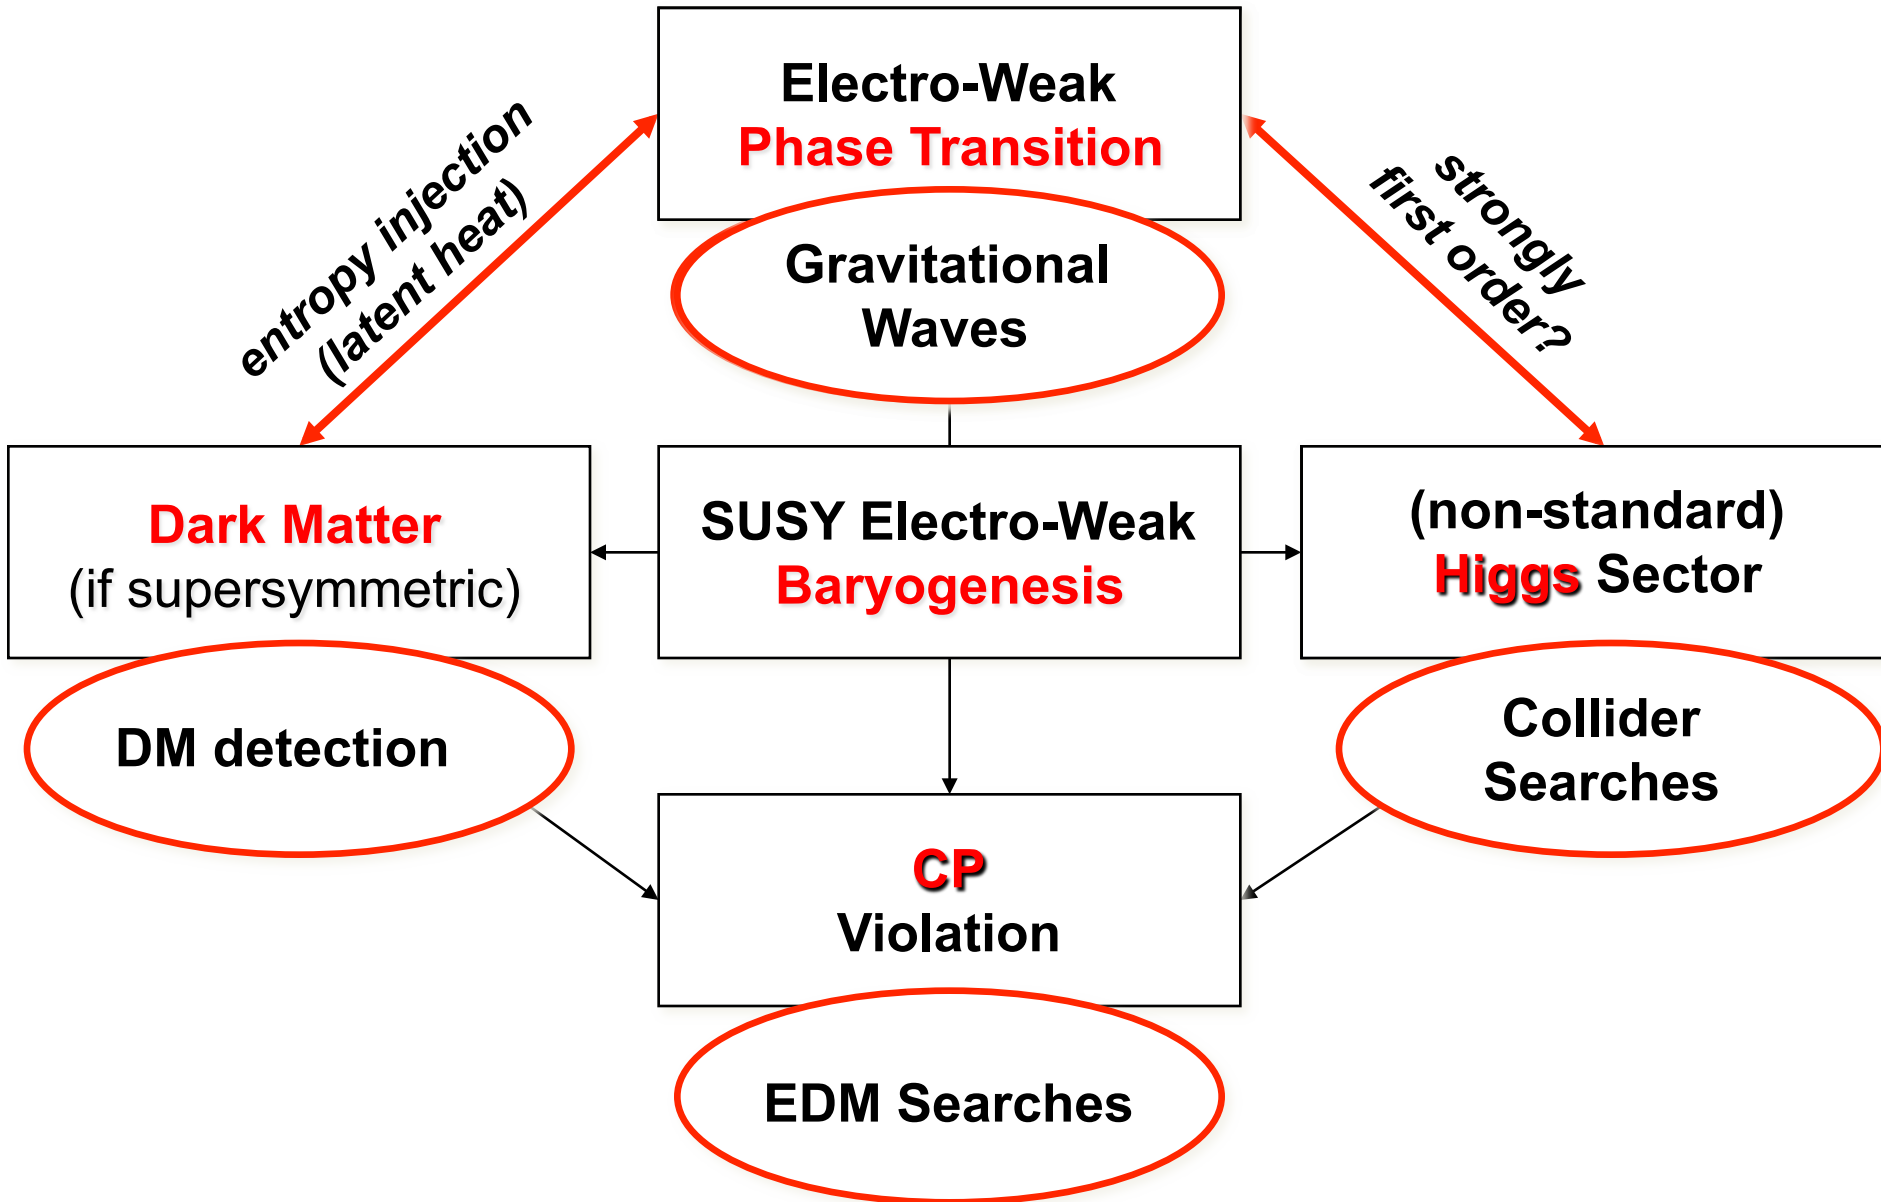 Electro-Weak
Phase Transition
entropy injection
(latent heat)
strongly
first order?
Gravitational
Waves
Dark Matter
(if supersymmetric)
SUSY Electro-Weak
Baryogenesis
(non-standard)
Higgs Sector
DM detection
Collider
Searches
CP
Violation
EDM Searches